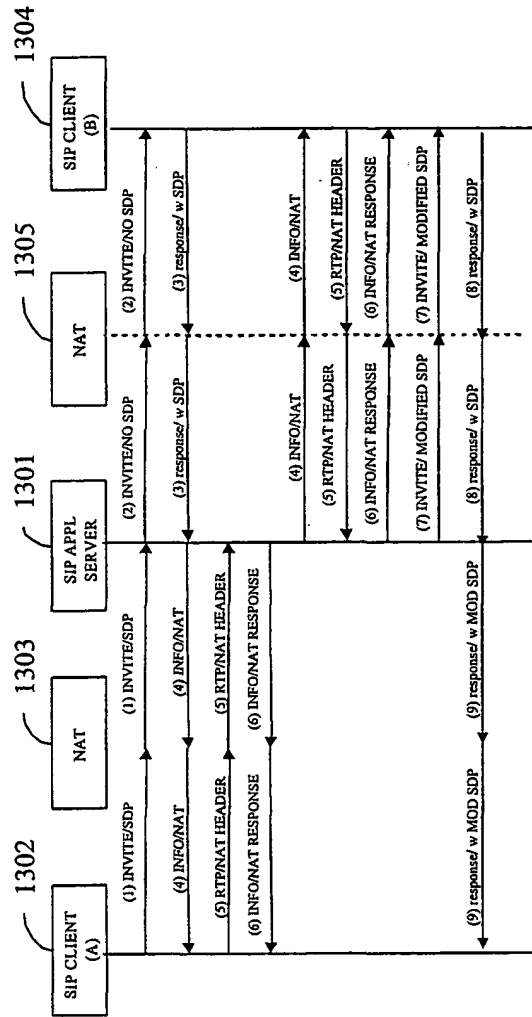 1302
1303
1301
1305
1304
SIP CLIENT
(A)
NAT
SIP APPL
SERVER
NAT
SIP CLIENT
(B)
(1) INVITE/SDP
(1) INVITE/SDP
(2) INVITE/NO SDP
(2) INVITE/NO SDP
(4) INFO/NAT
(4) INFO/NAT
(3) response/ w SDP
(3) response/ w SDP
(5) RTP/NAT HEADER
(5) RTP/NAT HEADER
(6) INFO/NAT RESPONSE
(6) INFO/NAT RESPONSE
(4) INFO/NAT
(4) INFO/NAT
(5) RTP/NAT HEADER
(5) RTP/NAT HEADER
(6) INFO/NAT RESPONSE
(6) INFO/NAT RESPONSE
(7) INVITE/ MODIFIED SDP
(7) INVITE/ MODIFIED SDP
(9) response/ w MOD SDP
(9) response/ w MOD SDP
(8) response/ w SDP
(8) response/ w SDP